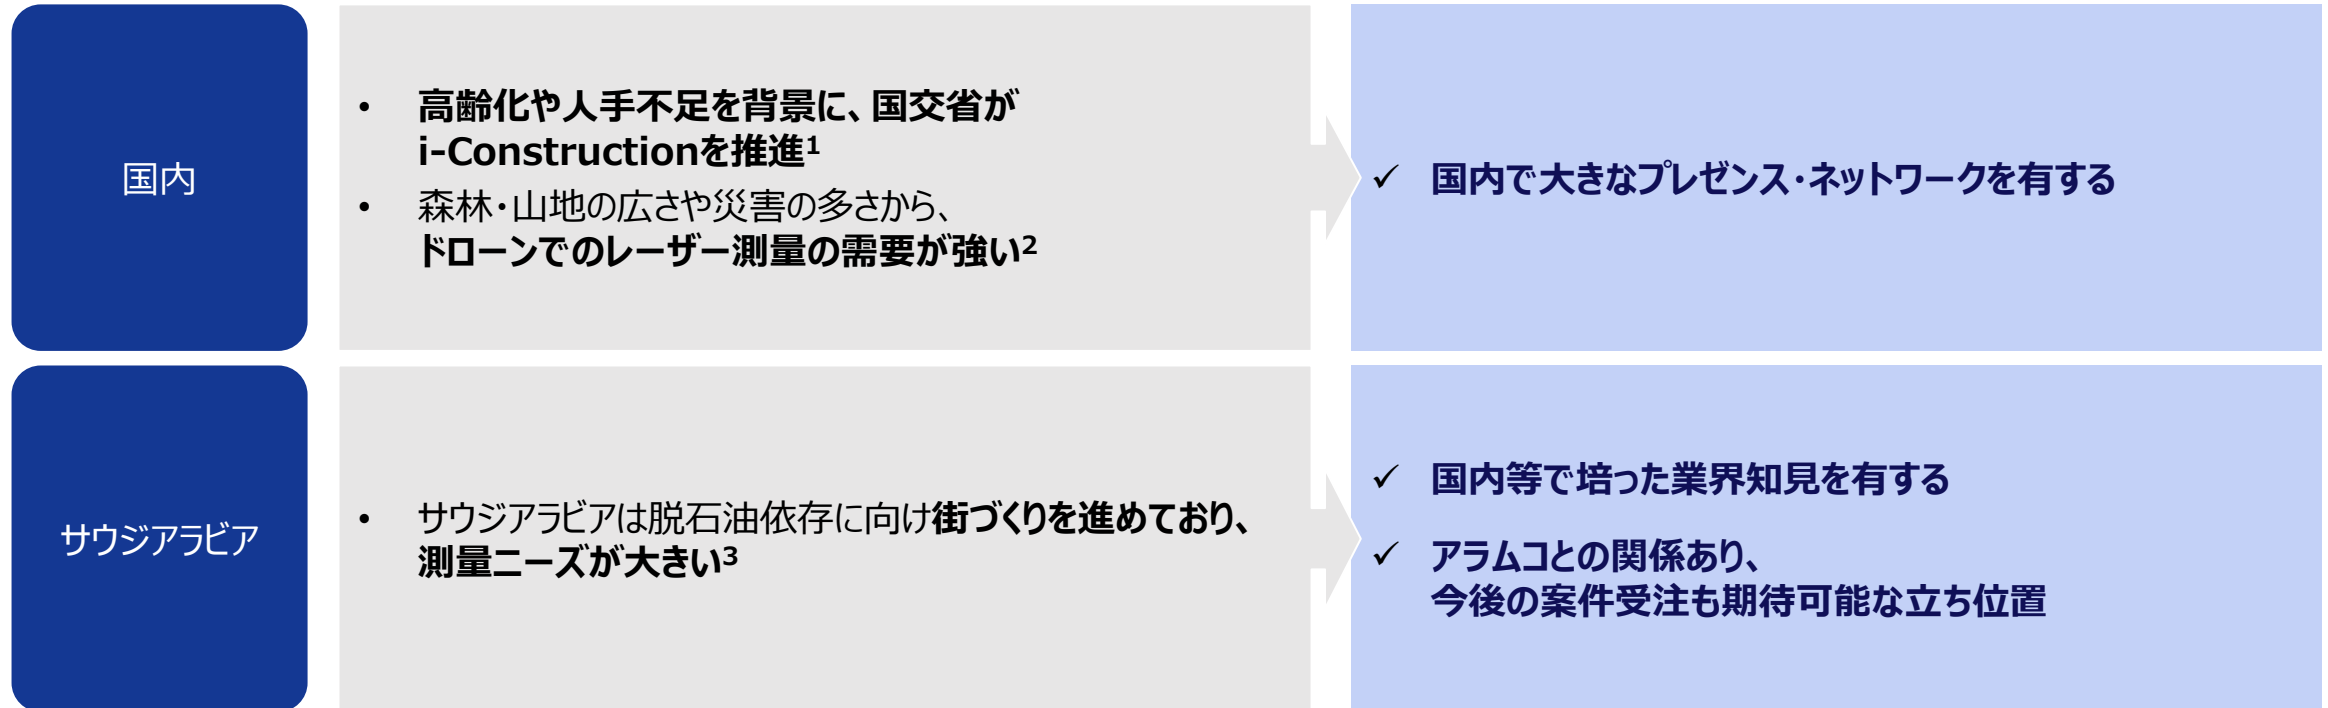 国内
• 高齢化や人手不足を背景に、国交省が
i-Constructionを推進1
• 森林・山地の広さや災害の多さから、
ドローンでのレーザー測量の需要が強い2
✓ 国内で大きなプレゼンス・ネットワークを有する
サウジアラビア
• サウジアラビアは脱石油依存に向け街づくりを進めており、
測量ニーズが大きい3
✓ 国内等で培った業界知見を有する
✓ アラムコとの関係あり、
今後の案件受注も期待可能な立ち位置